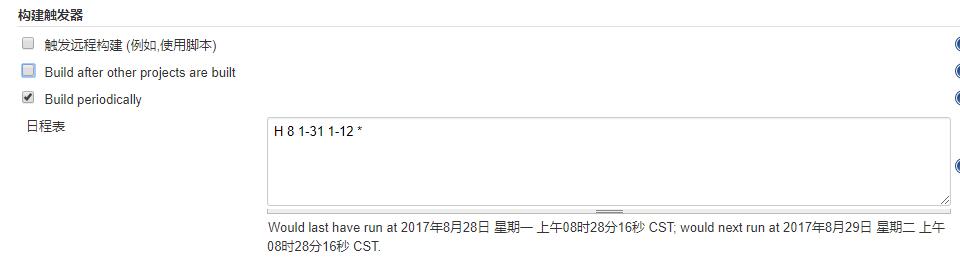 构建触发器
触发远程构建 (例如,使用脚本)
Build after other projects are built
Build periodically
日程表
H 8 1-31 1-12 *
Would last have run at 2017年8月28日 星期一 上午08时28分16秒 CST; would next run at 2017年8月29日 星期二 上午
08时28分16秒 CST.